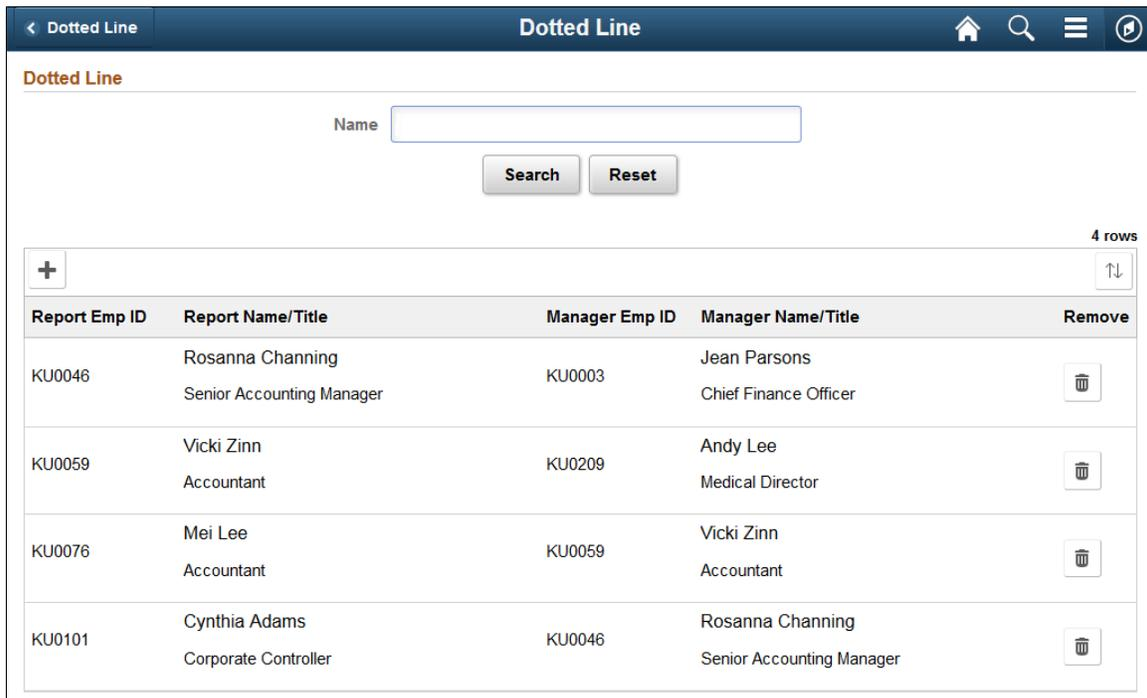 Dotted Line
Dotted Line
Dotted Line
Name
Search Reset
4 rows
Report Emp ID Report Name/Title Manager Emp ID Manager Name/Title Remove
KU0046 Rosanna Channing KU0003 Jean Parsons
Senior Accounting Manager Chief Finance Officer
KU0059 Vicki Zinn KU0209 Andy Lee
Accountant Medical Director
KU0076 Mei Lee KU0059 Vicki Zinn
Accountant Accountant
KU0101 Cynthia Adams KU0046 Rosanna Channing
Corporate Controller Senior Accounting Manager